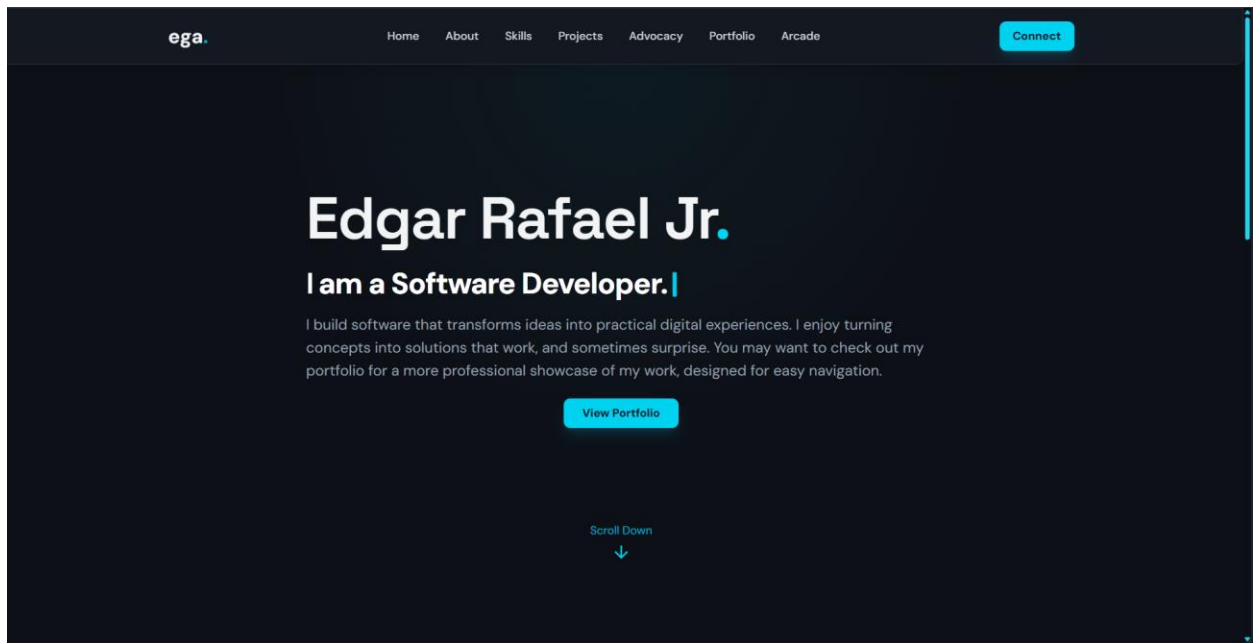 ega.
Home About Skills Projects Advocacy Portfolio Arcade
Connect
Edgar Rafael Jr.
I am a Software Developer.
I build software that transforms ideas into practical digital experiences. I enjoy turning
concepts into solutions that work, and sometimes surprise. You may want to check out my
portfolio for a more professional showcase of my work, designed for easy navigation.
View Portfolio
Scroll Down